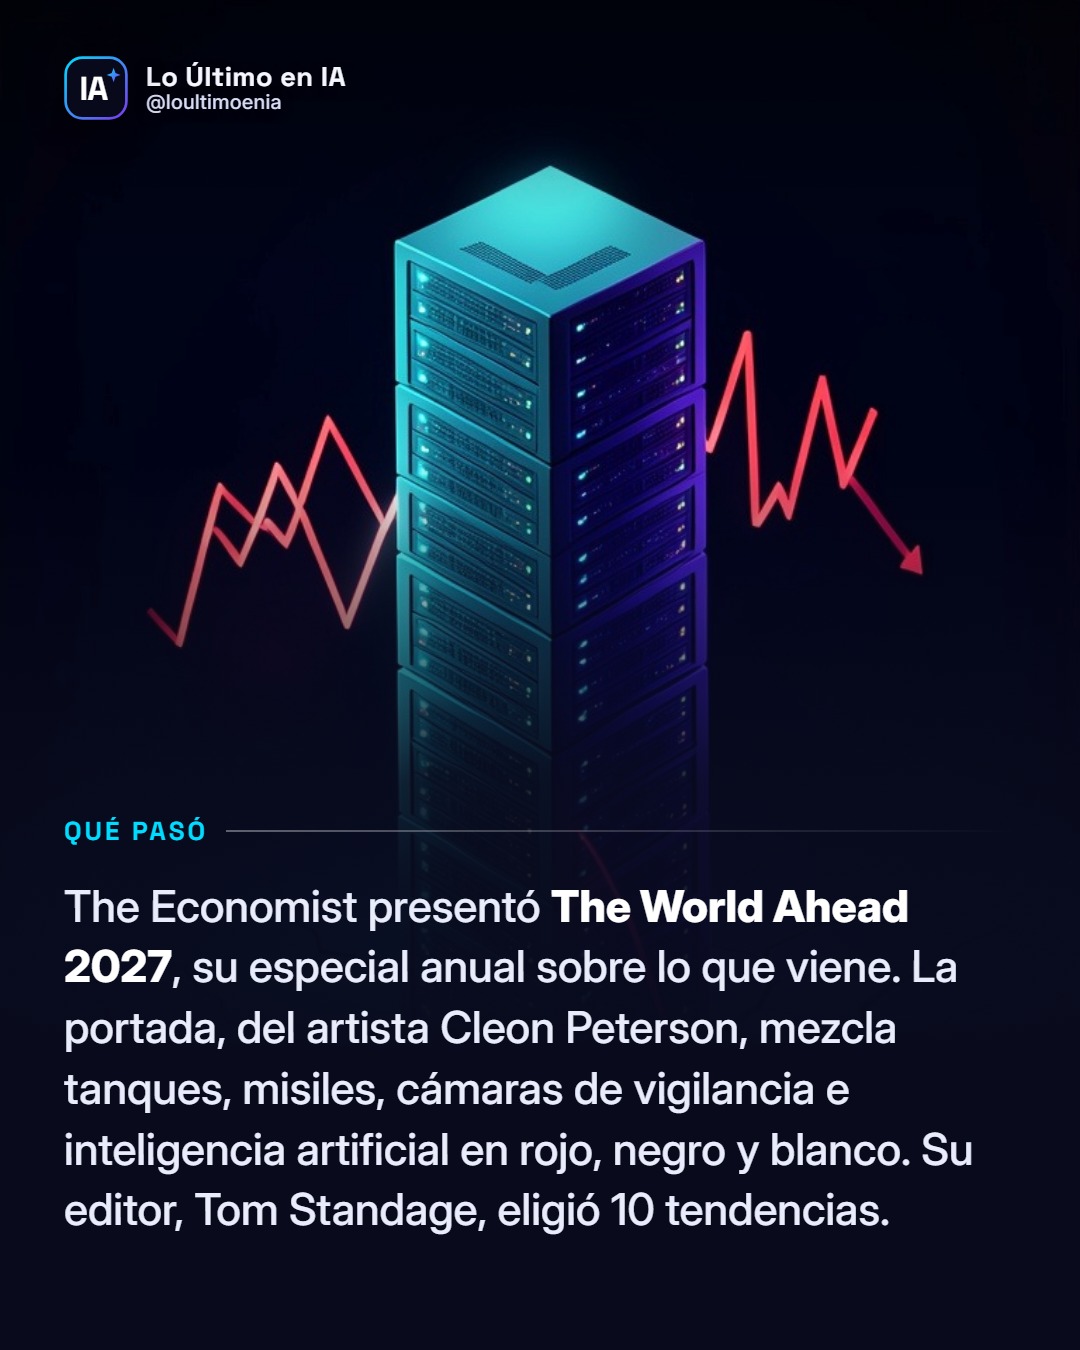 IA
Lo Último en IA
@loultimoenia
QUÉ PASÓ
The Economist presentó The World Ahead
2027, su especial anual sobre lo que viene. La
portada, del artista Cleon Peterson, mezcla
tanques, misiles, cámaras de vigilancia e
inteligencia artificial en rojo, negro y blanco. Su
editor, Tom Standage, eligió 10 tendencias.